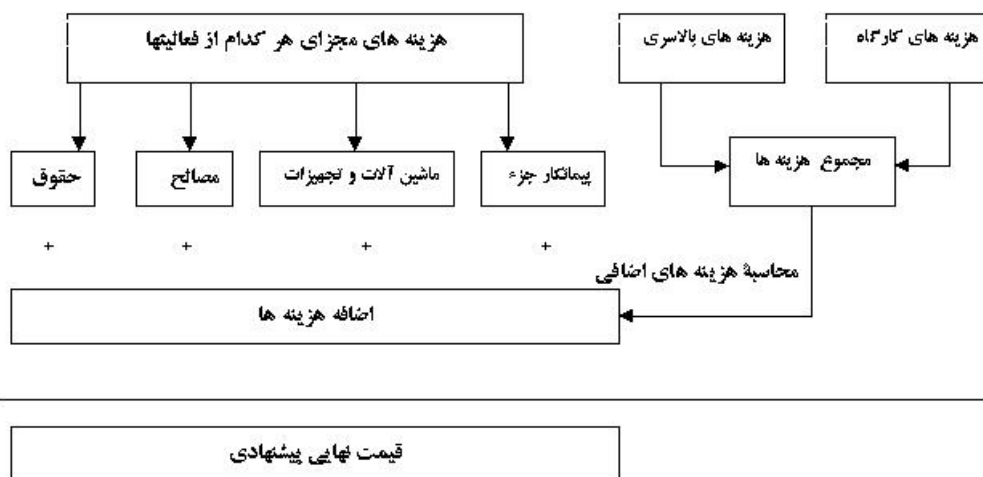 هزینه های کارگاه
هزینه های بالاسری
هزینه های مجزای هر کدام از فعالیتها
مجموع هزینه ها
پیمانکار جزء
ماشین آلات و تجهیزات
مصالح
حقوق
+ + + +
محاسبۀ هزینه های اضافی
اضافه هزینه ها
قیمت نهایی پیشنهادی